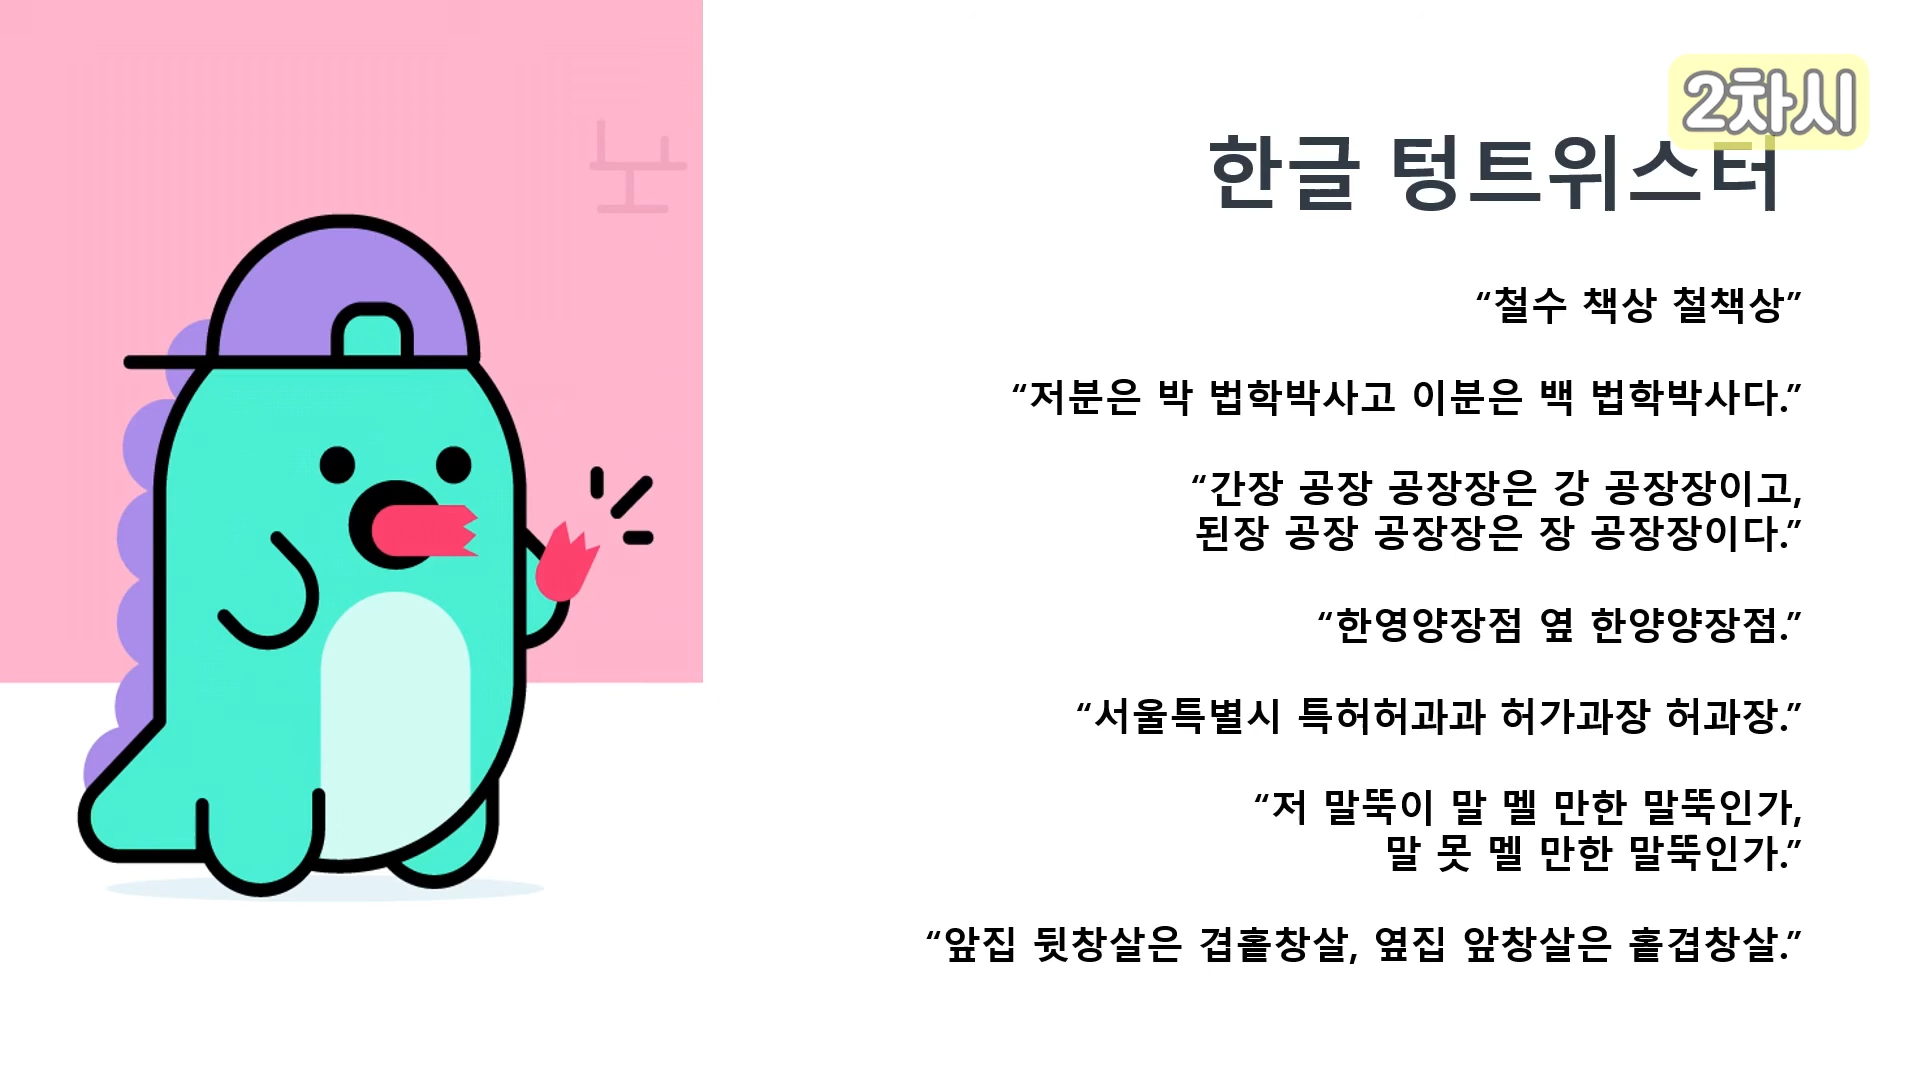 2차시
한글 텅트위스터
“철수 책상 철책상”
“저분은 박 법학박사고 이분은 백 법학박사다.”
“간장 공장 공장장은 강 공장장이고,
된장 공장 공장장은 장 공장장이다.”
“한영양장점 옆 한양양장점.”
“서울특별시 특허허과과 허가과장 허과장.”
“저 말뚝이 말 멜 만한 말뚝인가,
말 못 멜 만한 말뚝인가.”
“앞집 뒷창살은 겹홑창살, 옆집 앞창살은 홑겹창살.”